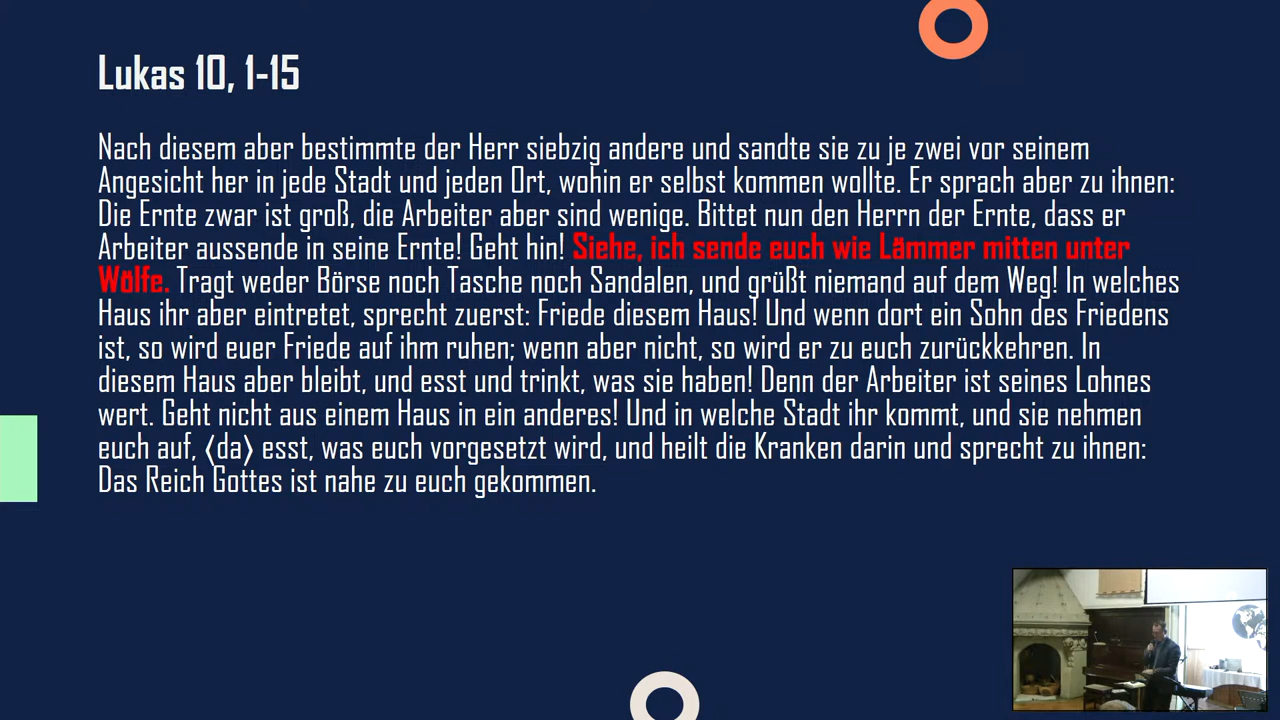 Lukas 10, 1-15
Nach diesem aber bestimmte der Herr siebzig andere und sandte sie zu je zwei vor seinem
Angesicht her in jede Stadt und jeden Ort, wohin er selbst kommen wollte. Er sprach aber zu ihnen:
Die Ernte zwar ist groß, die Arbeiter aber sind wenige. Bittet nun den Herrn der Ernte, dass er
Arbeiter aussende in seine Ernte! Geht hin! Siehe, ich sende euch wie Lämmer mitten unter
Wölfe. Tragt weder Börse noch Tasche noch Sandalen, und grüßt niemand auf dem Weg! In welches
Haus ihr aber eintretet, sprecht zuerst: Friede diesem Haus! Und wenn dort ein Sohn des Friedens
ist, so wird euer Friede auf ihm ruhen; wenn aber nicht, so wird er zu euch zurückkehren. In
diesem Haus aber bleibt, und esst und trinkt, was sie haben! Denn der Arbeiter ist seines Lohnes
wert. Geht nicht aus einem Haus in ein anderes! Und in welche Stadt ihr kommt, und sie nehmen
euch auf, ⟨da⟩ esst, was euch vorgesetzt wird, und heilt die Kranken darin und sprecht zu ihnen:
Das Reich Gottes ist nahe zu euch gekommen.